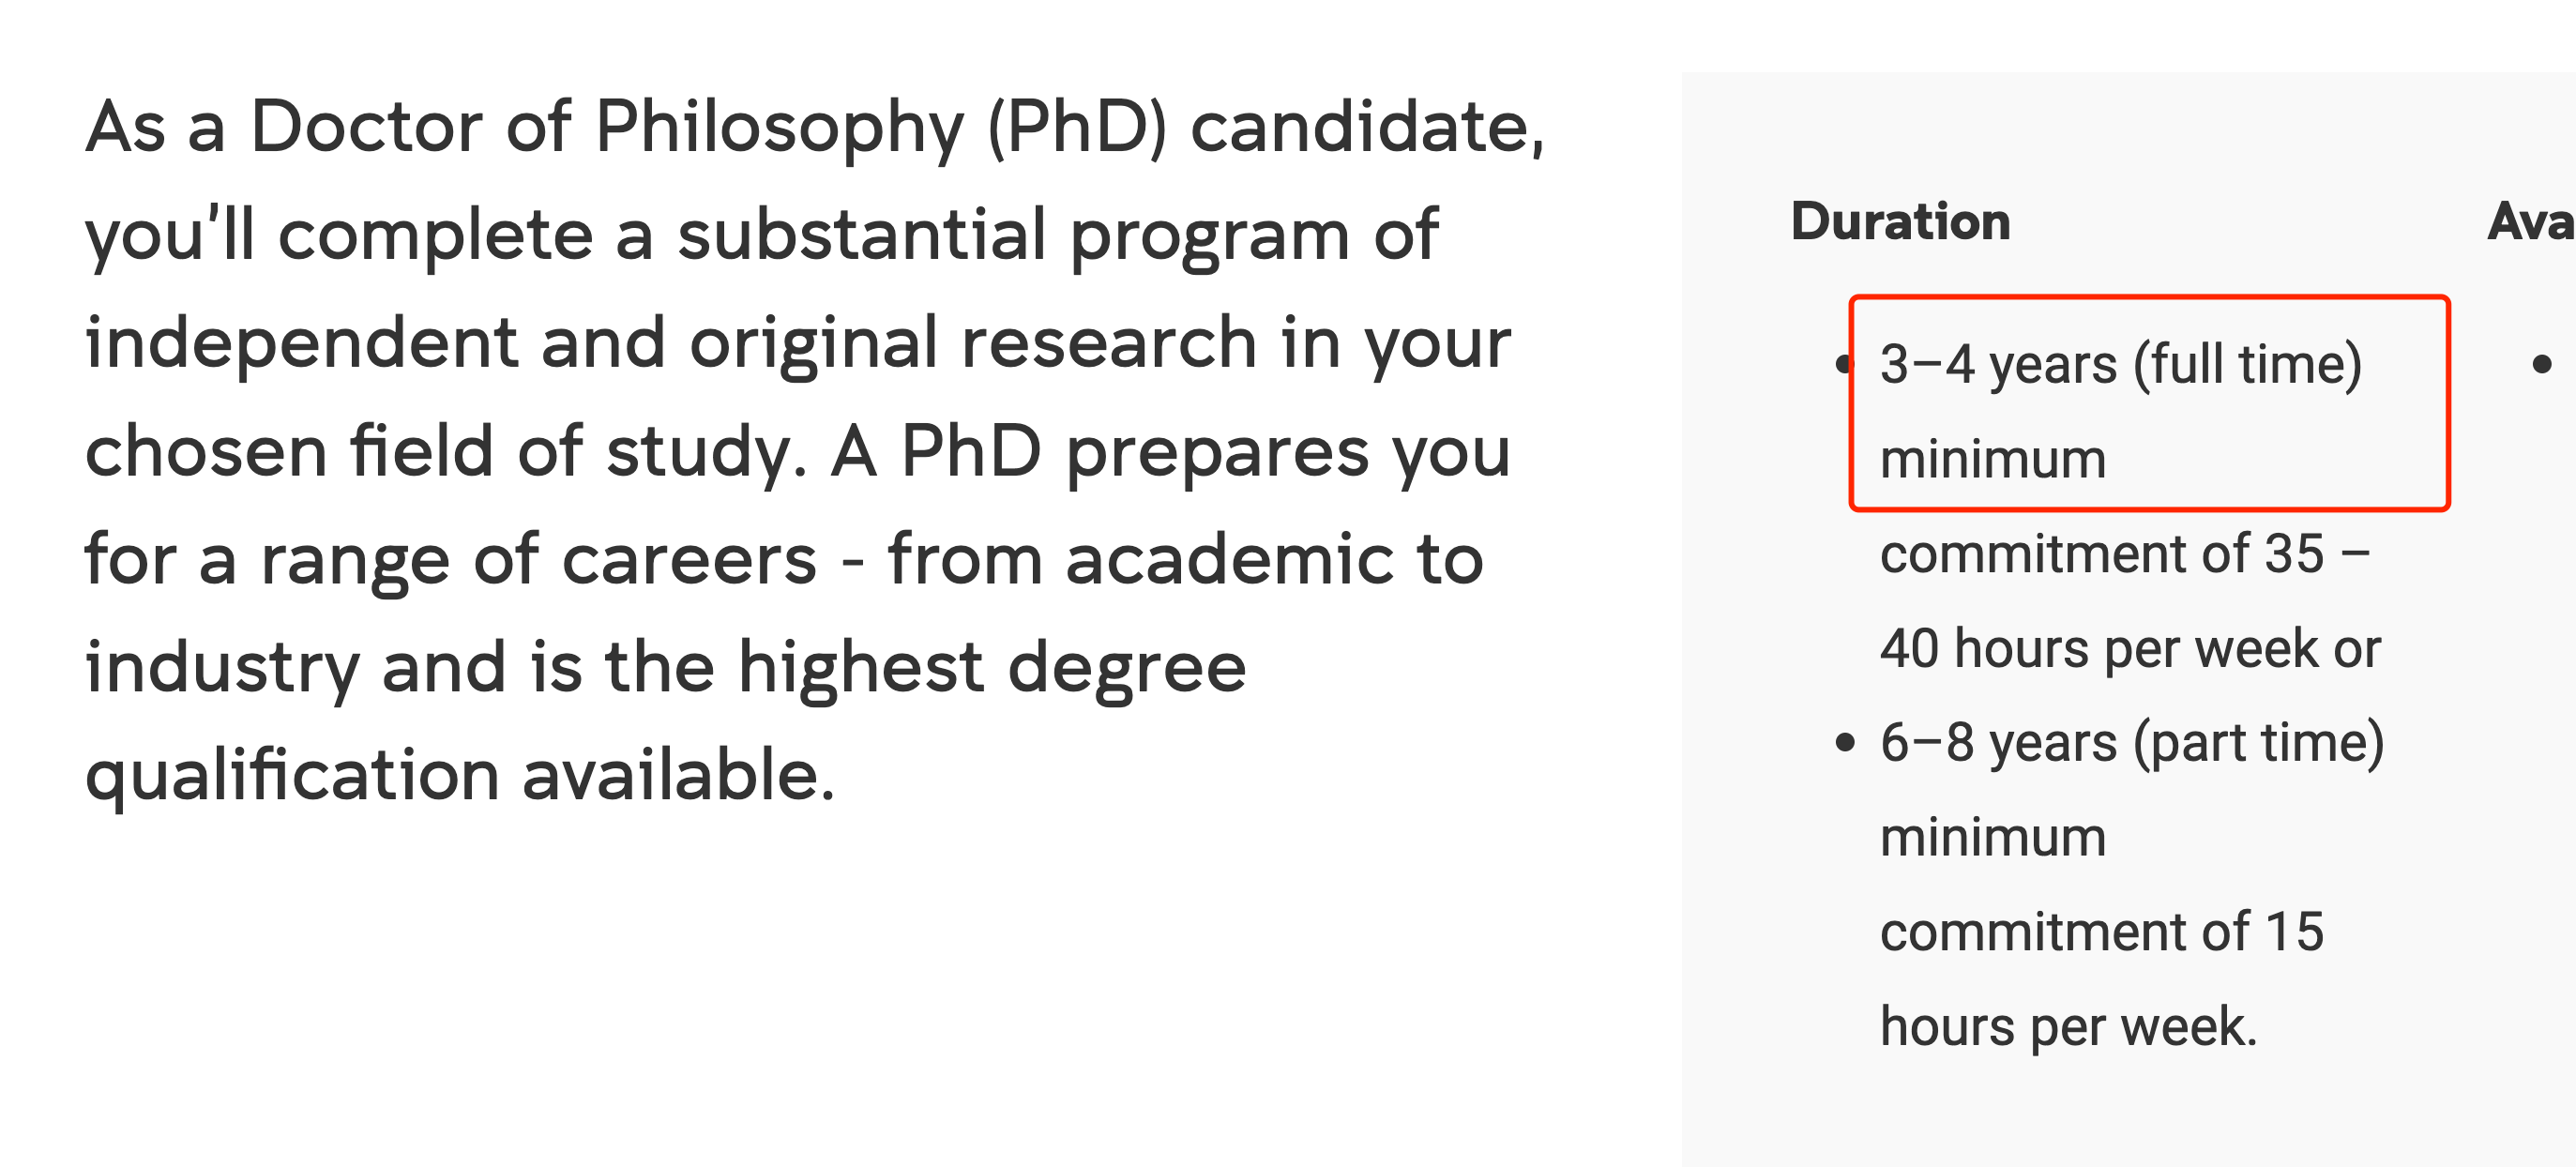 As a Doctor of Philosophy (PhD) candidate,
you'll complete a substantial program of
independent and original research in your
chosen field of study. A PhD prepares you
for a range of careers - from academic to
industry and is the highest degree
qualification available.
Duration
• 3–4 years (full time)
minimum
commitment of 35 –
40 hours per week or
• 6–8 years (part time)
minimum
commitment of 15
hours per week.